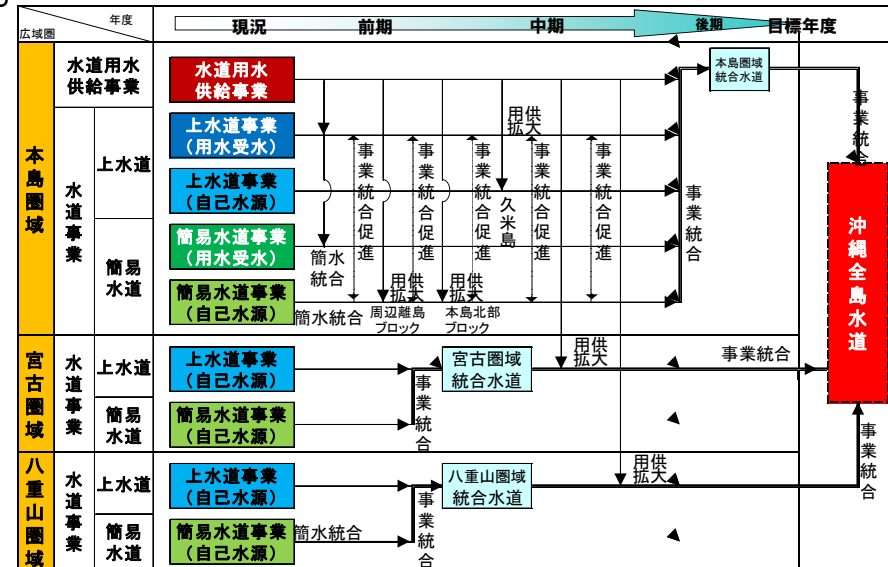 年度
広域圏
現況
前期
中期
後期
目標年度
本島圏域
水道用水
供給事業
水道事業
上水道
簡易
水道
水道用水
供給事業
上水道事業
(用水受水)
上水道事業
(自己水源)
簡易水道事業
(用水受水)
簡易水道事業
(自己水源)
簡水
統合
簡水統合
事業統合促進
用供
拡大
周辺離島
ブロック
事業統合促進
用供
拡大
本島北部
ブロック
事業統合促進
用供
拡大
久米島
事業統合促進
事業統合促進
事業統合
本島圏域
統合水道
事業統合
沖縄全島水道
宮古圏域
水道事業
上水道
簡易
水道
上水道事業
(自己水源)
簡易水道事業
(自己水源)
事業統合
宮古圏域
統合水道
用供
拡大
事業統合
八重山圏域
水道事業
上水道
簡易
水道
上水道事業
(自己水源)
簡易水道事業
(自己水源)
簡水統合
事業統合
八重山圏域
統合水道
用供
拡大
事業統合